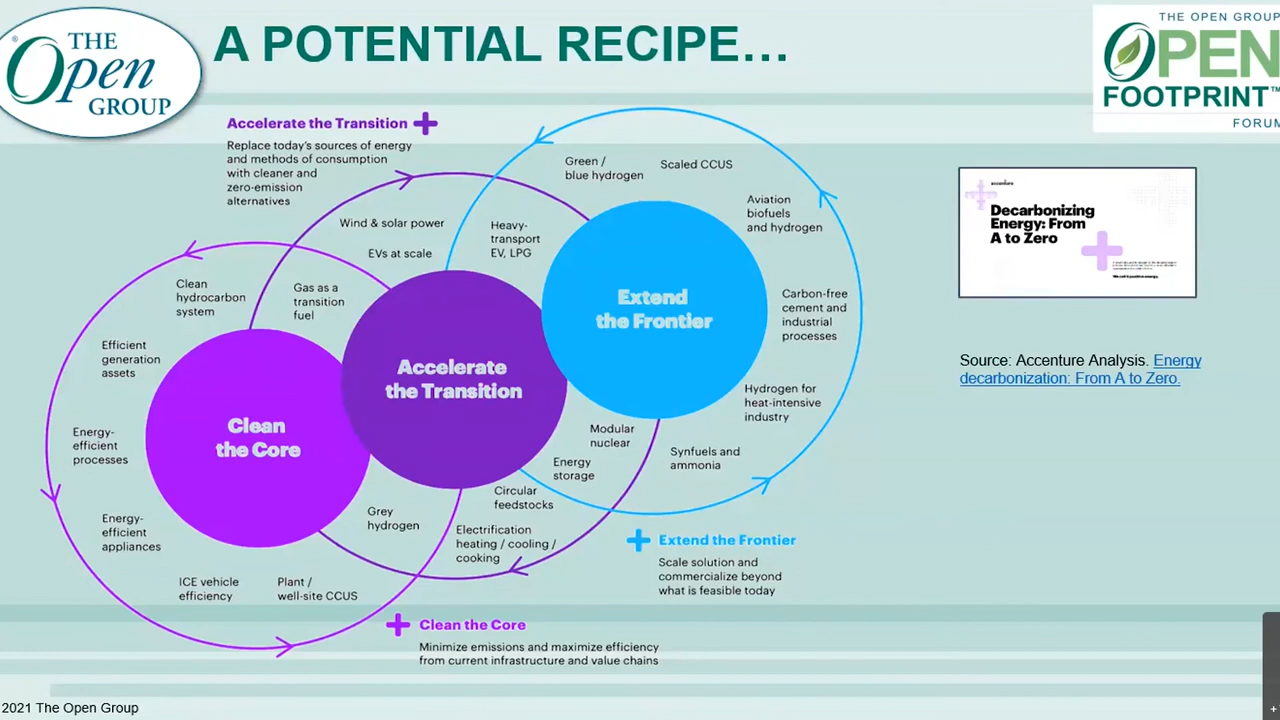 THE
Open
GROUP
®
A POTENTIAL RECIPE...
THE OPEN GROUP
OPEN
FOOTPRINT™
FORUM
Accelerate the Transition
Replace today's sources of energy
and methods of consumption
with cleaner and
zero-emission
alternatives
Wind & solar power
EVs at scale
Heavy-
transport
EV, LPG
Green /
blue hydrogen
Scaled CCUS
Aviation
biofuels
and hydrogen
Carbon-free
cement and
industrial
processes
Hydrogen for
heat-intensive
industry
Synfuels and
ammonia
Extend
the Frontier
Accelerate
the Transition
Clean
the Core
Clean
hydrocarbon
system
Gas as a
transition
fuel
Efficient
generation
assets
Energy-
efficient
processes
Energy-
efficient
appliances
ICE vehicle
efficiency
Plant /
well-site CCUS
Grey
hydrogen
Modular
nuclear
Energy
storage
Circular
feedstocks
Electrification
heating / cooling /
cooking
Extend the Frontier
Scale solution and
commercialize beyond
what is feasible today
Clean the Core
Minimize emissions and maximize efficiency
from current infrastructure and value chains
accenture
Decarbonizing
Energy: From
A to Zero
Source: Accenture Analysis. Energy
decarbonization: From A to Zero.
2021 The Open Group